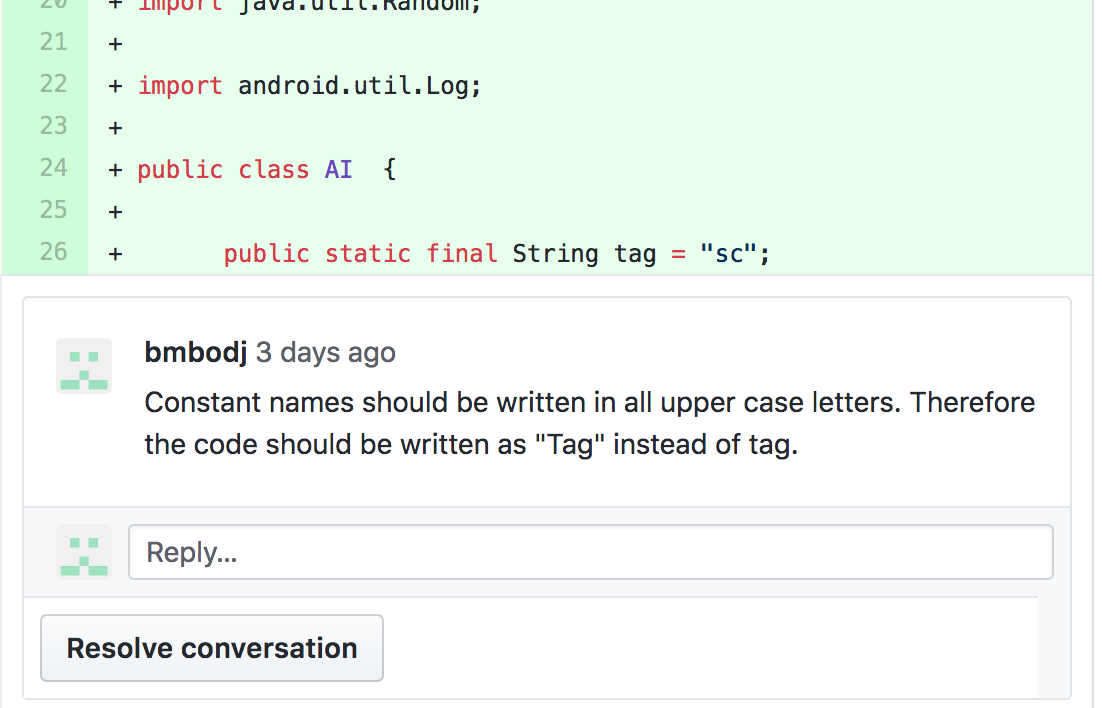 20 + import java.util.Random;
21 +
22 + import android.util.Log;
23 +
24 + public class AI  {
25 +
26 +       public static final String tag = "sc";
bmbodj 3 days ago
Constant names should be written in all upper case letters. Therefore
the code should be written as "Tag" instead of tag.
Reply...
Resolve conversation